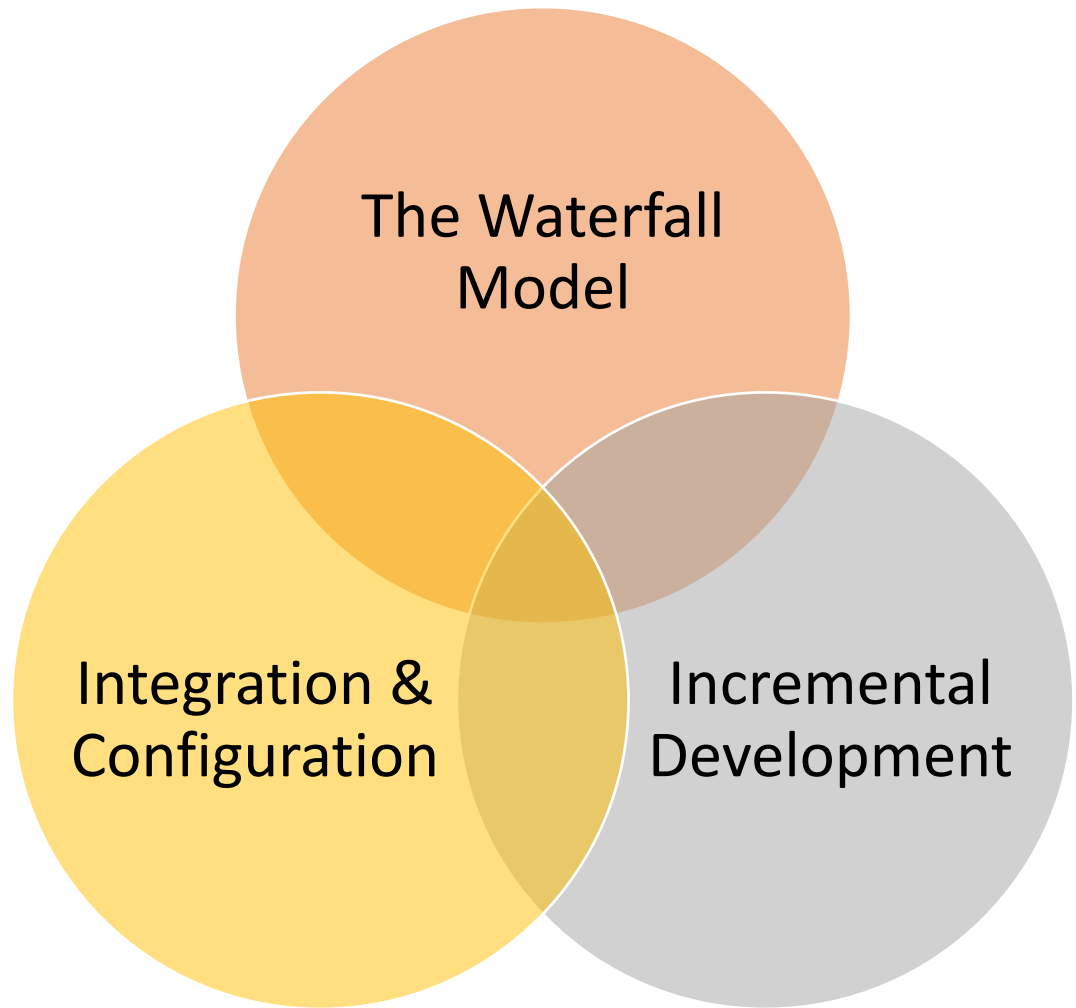 The Waterfall
Model
Integration &
Configuration
Incremental
Development